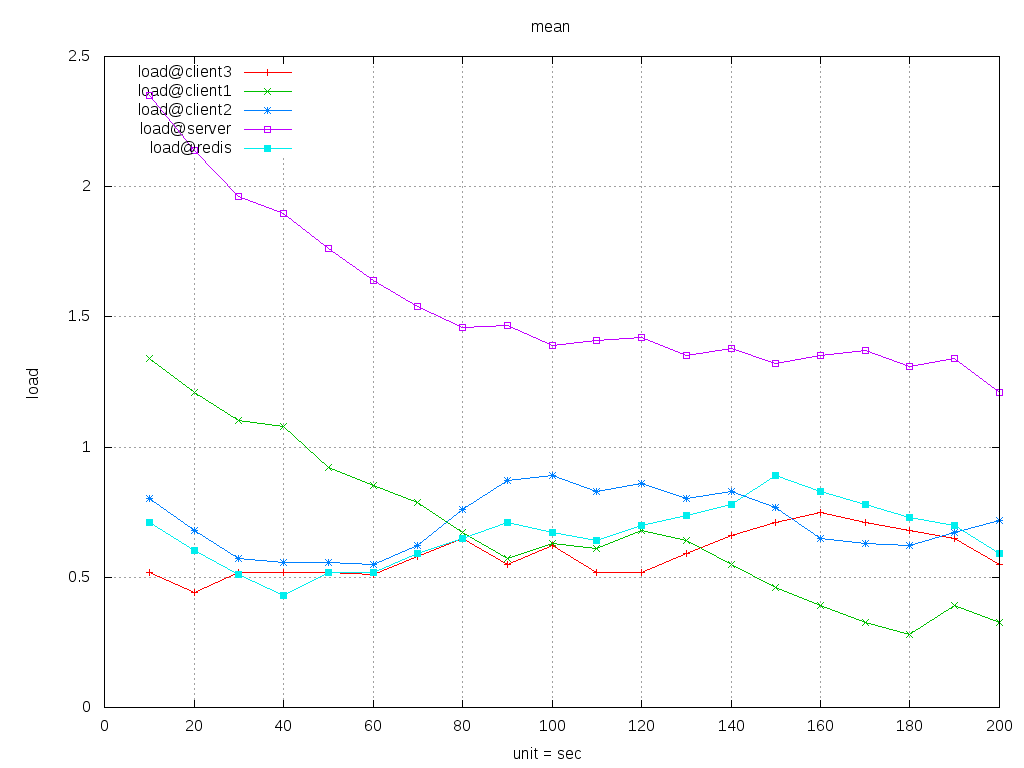 mean
2.5
load@client3
load@client1
load@client2
load@server
load@redis
2
1.5
load
1
0.5
0
0 20 40 60 80 100 120 140 160 180 200
unit = sec